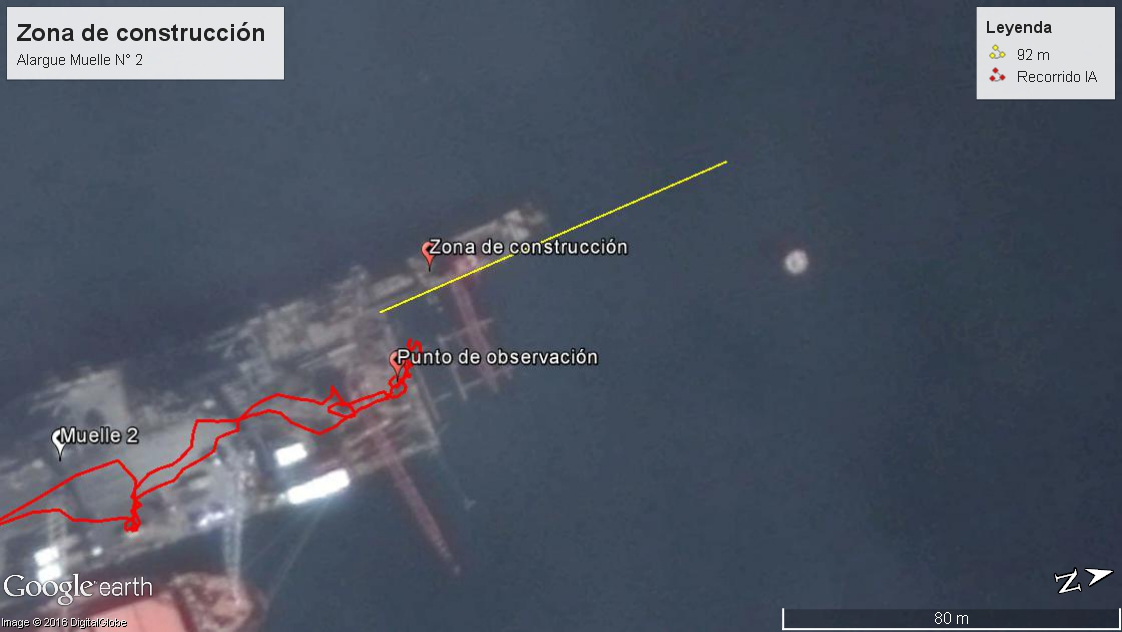 Zona de construcción
Alargue Muelle N° 2
Leyenda
92 m
Recorrido IA
Zona de construcción
Punto de observación
Muelle 2
Google earth
N
Image © 2016 DigitalGlobe
80 m